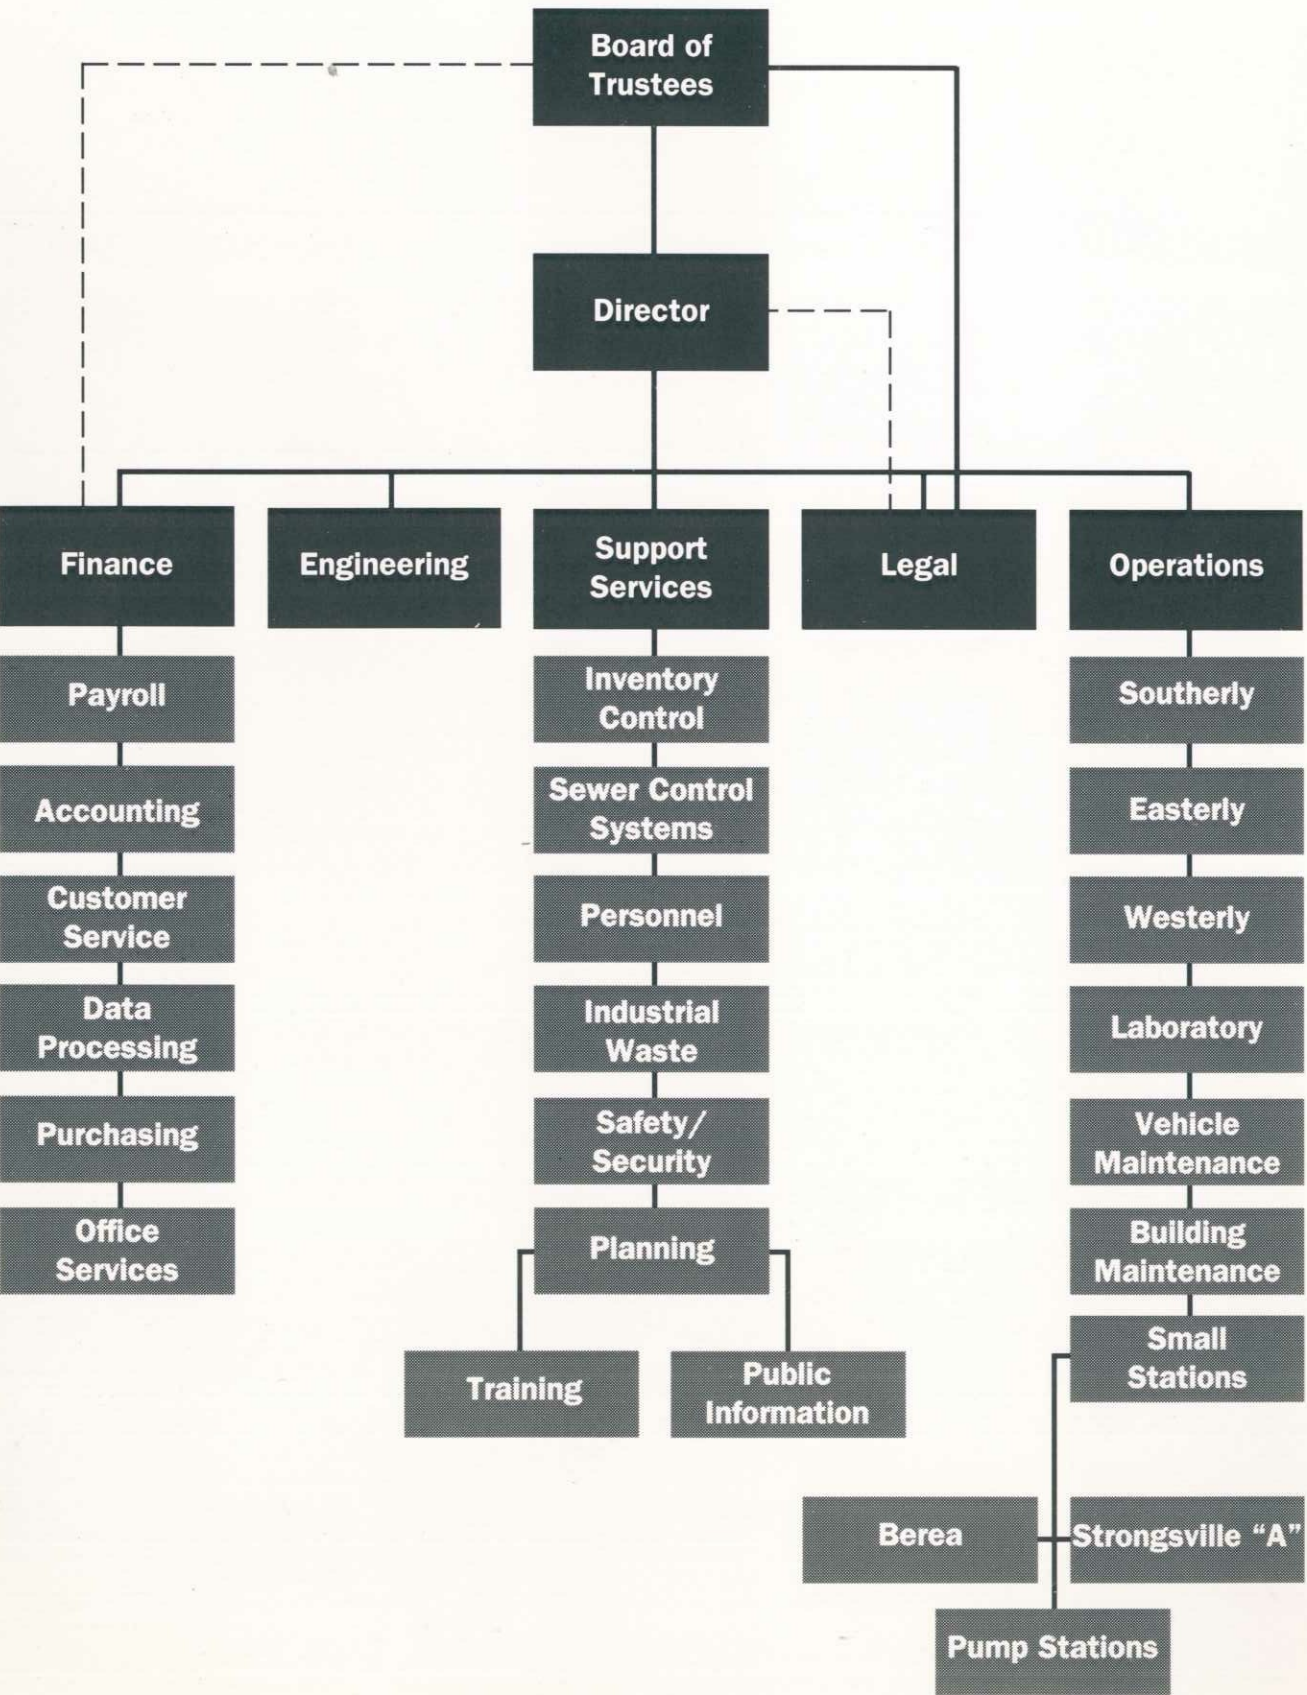 Board of
Trustees
Director
Finance
Engineering
Support
Services
Legal
Operations
Payroll
Accounting
Customer
Service
Data
Processing
Purchasing
Office
Services
Inventory
Control
Sewer Control
Systems
Personnel
Industrial
Waste
Safety/
Security
Planning
Training
Public
Information
Southerly
Easterly
Westerly
Laboratory
Vehicle
Maintenance
Building
Maintenance
Small
Stations
Berea
Strongsville “A”
Pump Stations